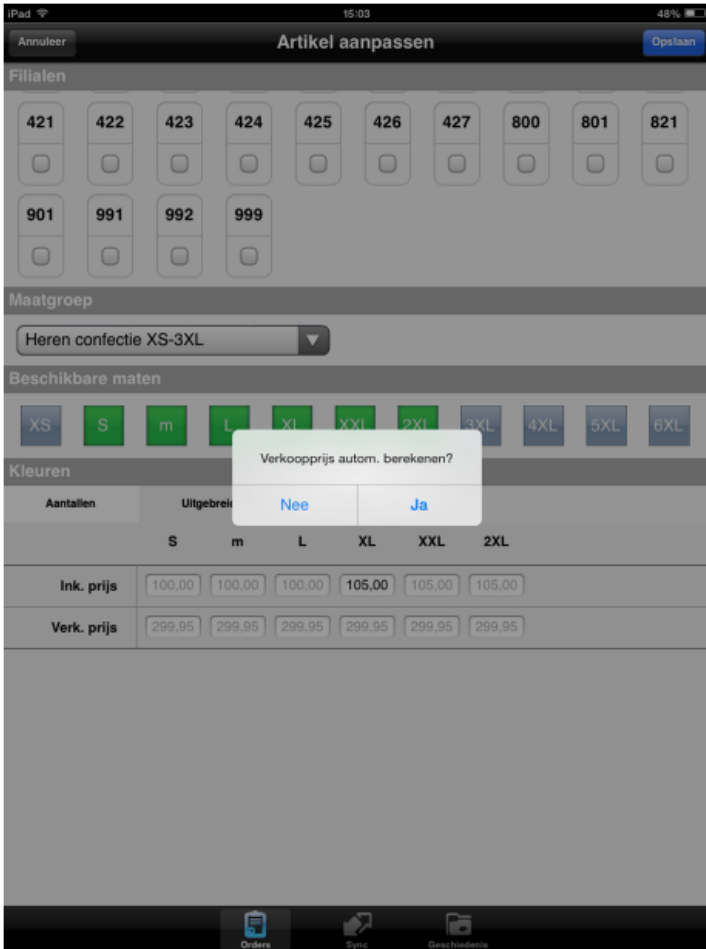 iPad 15:03 48%
Annuleer Artikel aanpassen Opslaan
Filialen
421 422 423 424 425 426 427 800 801 821
901 991 992 999
Maatgroep
Heren confectie XS-3XL
Beschikbare maten
XS S m L XL XXL 2XL 3XL 4XL 5XL 6XL
Verkoopprijs autom. berekenen?
Kleuren
Nee Ja
Aantallen Uitgebreid
S m L XL XXL 2XL
Ink. prijs 100,00 100,00 100,00 105,00 105,00 105,00
Verk. prijs 299,95 299,95 299,95 299,95 299,95 299,95
Orders Sync Geschiedenis